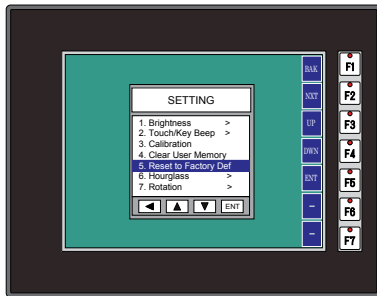 SETTING
1. Brightness >
2. Touch/Key Beep >
3. Calibration
4. Clear User Memory
5. Reset to Factory Def
6. Hourglass >
7. Rotation >
ENT
BAK
NXT
UP
DWN
ENT
–
–
F1
F2
F3
F4
F5
F6
F7